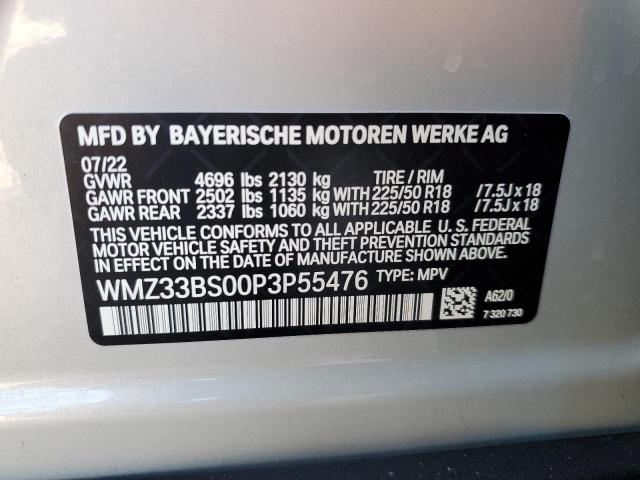 MFD BY BAYERISCHE MOTOREN WERKE AG
07/22
GVWR 4696 lbs 2130 kg TIRE / RIM
GAWR FRONT 2502 lbs 1135 kg WITH 225/50 R18 /7.5J x 18
GAWR REAR 2337 lbs 1060 kg WITH 225/50 R18 /7.5J x 18
THIS VEHICLE CONFORMS TO ALL APPLICABLE U. S. FEDERAL
MOTOR VEHICLE SAFETY AND THEFT PREVENTION STANDARDS
IN EFFECT ON THE DATE OF MANUFACTURE SHOWN ABOVE.
WMZ33BS00P3P55476 TYPE: MPV
A62/0
7 320 730